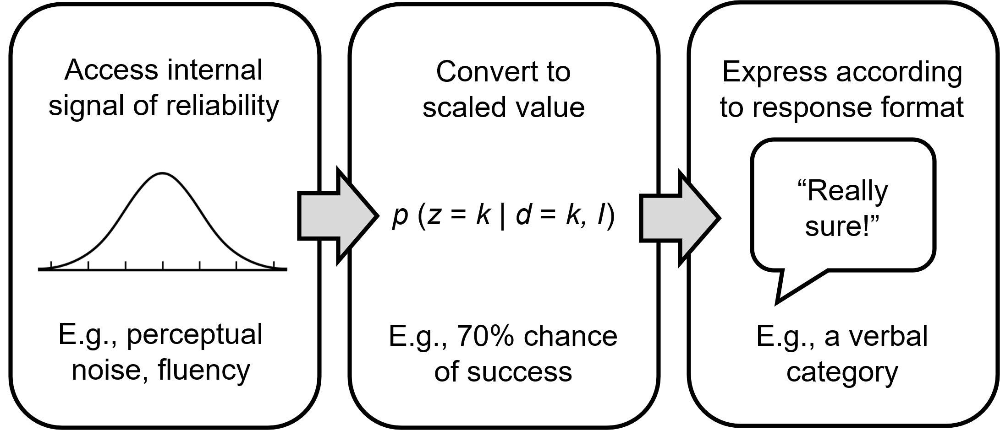 Access internal
signal of reliability
E.g., perceptual
noise, fluency
Convert to
scaled value
p (z = k | d = k, I)
E.g., 70% chance
of success
Express according
to response format
“Really
sure!”
E.g., a verbal
category